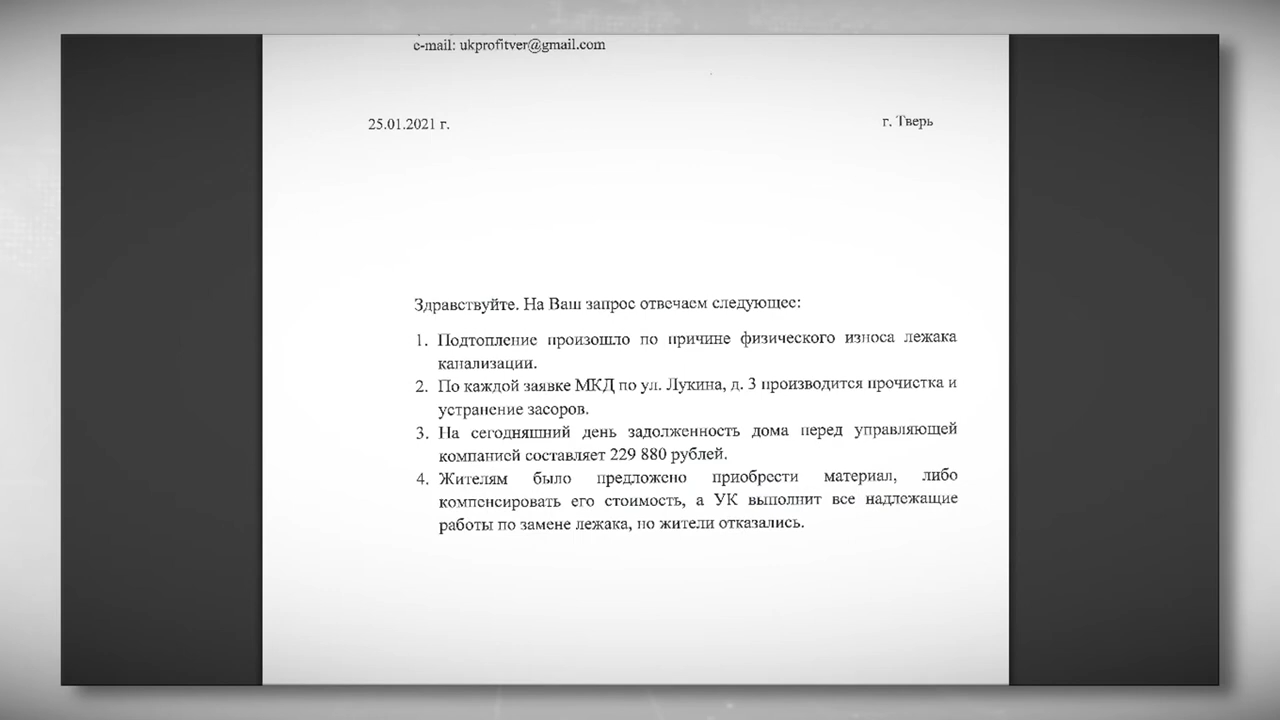 e-mail: ukprofitver@gmail.com
25.01.2021 г.
г. Тверь
Здравствуйте. На Ваш запрос отвечаем следующее:
1. Подтопление произошло по причине физического износа лежака
канализации.
2. По каждой заявке МКД по ул. Лукина, д. 3 производится прочистка и
устранение засоров.
3. На сегодняшний день задолженность дома перед управляющей
компанией составляет 229 880 рублей.
4. Жителям было предложено приобрести материал, либо
компенсировать его стоимость, а УК выполнит все надлежащие
работы по замене лежака, но жители отказались.